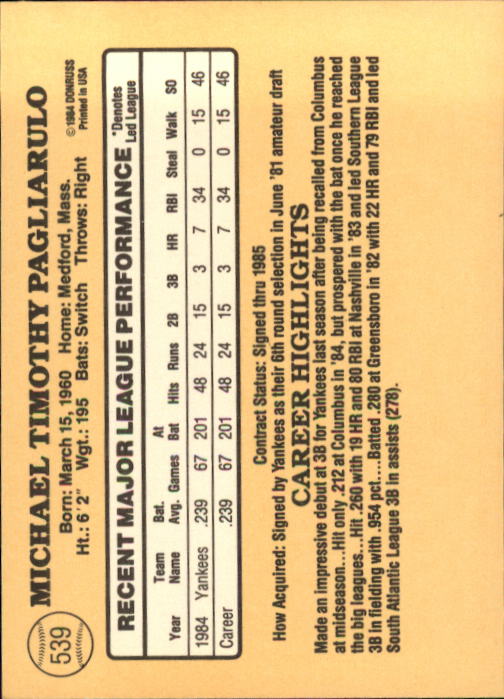 539
MICHAEL TIMOTHY PAGLIARULO
Born: March 15, 1960 Home: Medford, Mass.
Ht.: 6'2" Wgt.: 195 Bats: Switch Throws: Right
©1984 DONRUSS
Printed in USA
RECENT MAJOR LEAGUE PERFORMANCE
*Denotes
Led League
Year Team Name Bat. Avg. Games At Bat Hits Runs 2B 3B HR RBI Steal Walk SO
1984 Yankees .239 67 201 48 24 15 3 7 34 0 15 46
Career .239 67 201 48 24 15 3 7 34 0 15 46
Contract Status: Signed thru 1985
How Acquired: Signed by Yankees as their 6th round selection in June '81 amateur draft
CAREER HIGHLIGHTS
Made an impressive debut at 3B for Yankees last season after being recalled from Columbus
at midseason...Hit only .212 at Columbus in '84, but prospered with the bat once he reached
the big leagues...Hit .260 with 19 HR and 80 RBI at Nashville in '83 and led Southern League
3B in fielding with .954 pct....Batted .280 at Greensboro in '82 with 22 HR and 79 RBI and led
South Atlantic League 3B in assists (278).